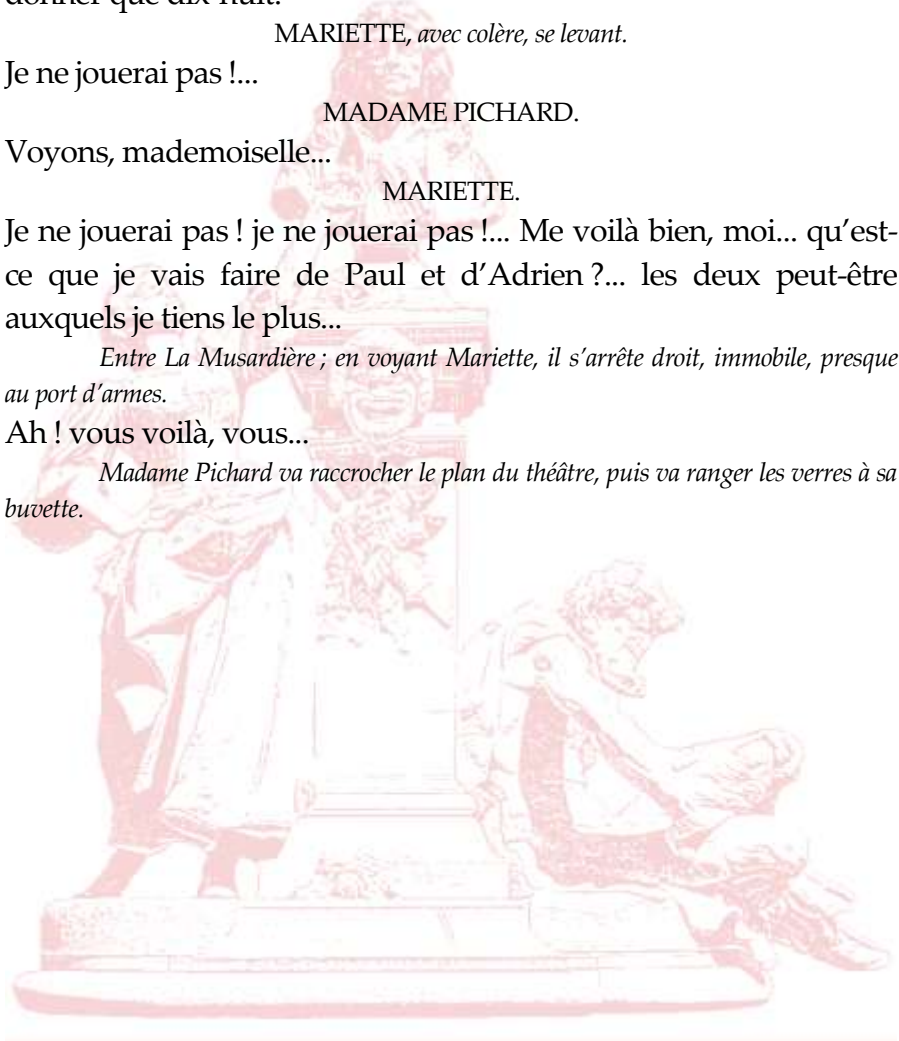 donner que dix-huit.
MARIETTE, avec colère, se levant.
Je ne jouerai pas !...
MADAME PICHARD.
Voyons, mademoiselle...
MARIETTE.
Je ne jouerai pas ! je ne jouerai pas !... Me voilà bien, moi... qu’est-
ce que je vais faire de Paul et d’Adrien ?... les deux peut-être
auxquels je tiens le plus...
Entre La Musardière ; en voyant Mariette, il s’arrête droit, immobile, presque
au port d’armes.
Ah ! vous voilà, vous...
Madame Pichard va raccrocher le plan du théâtre, puis va ranger les verres à sa
buvette.